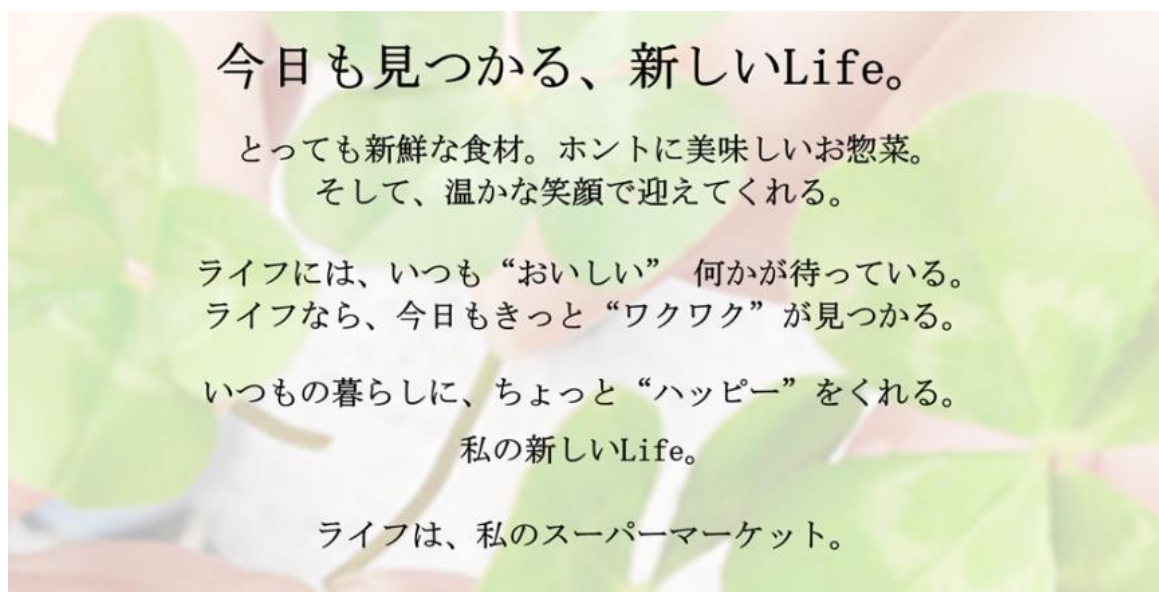 今日も見つかる、新しいLife。
とっても新鮮な食材。ホントに美味しいお惣菜。
そして、温かな笑顔で迎えてくれる。
ライフには、いつも“おいしい” 何かが待っている。
ライフなら、今日もきっと“ワクワク”が見つかる。
いつもの暮らしに、ちょっと“ハッピー”をくれる。
私の新しいLife。
ライフは、私のスーパーマーケット。